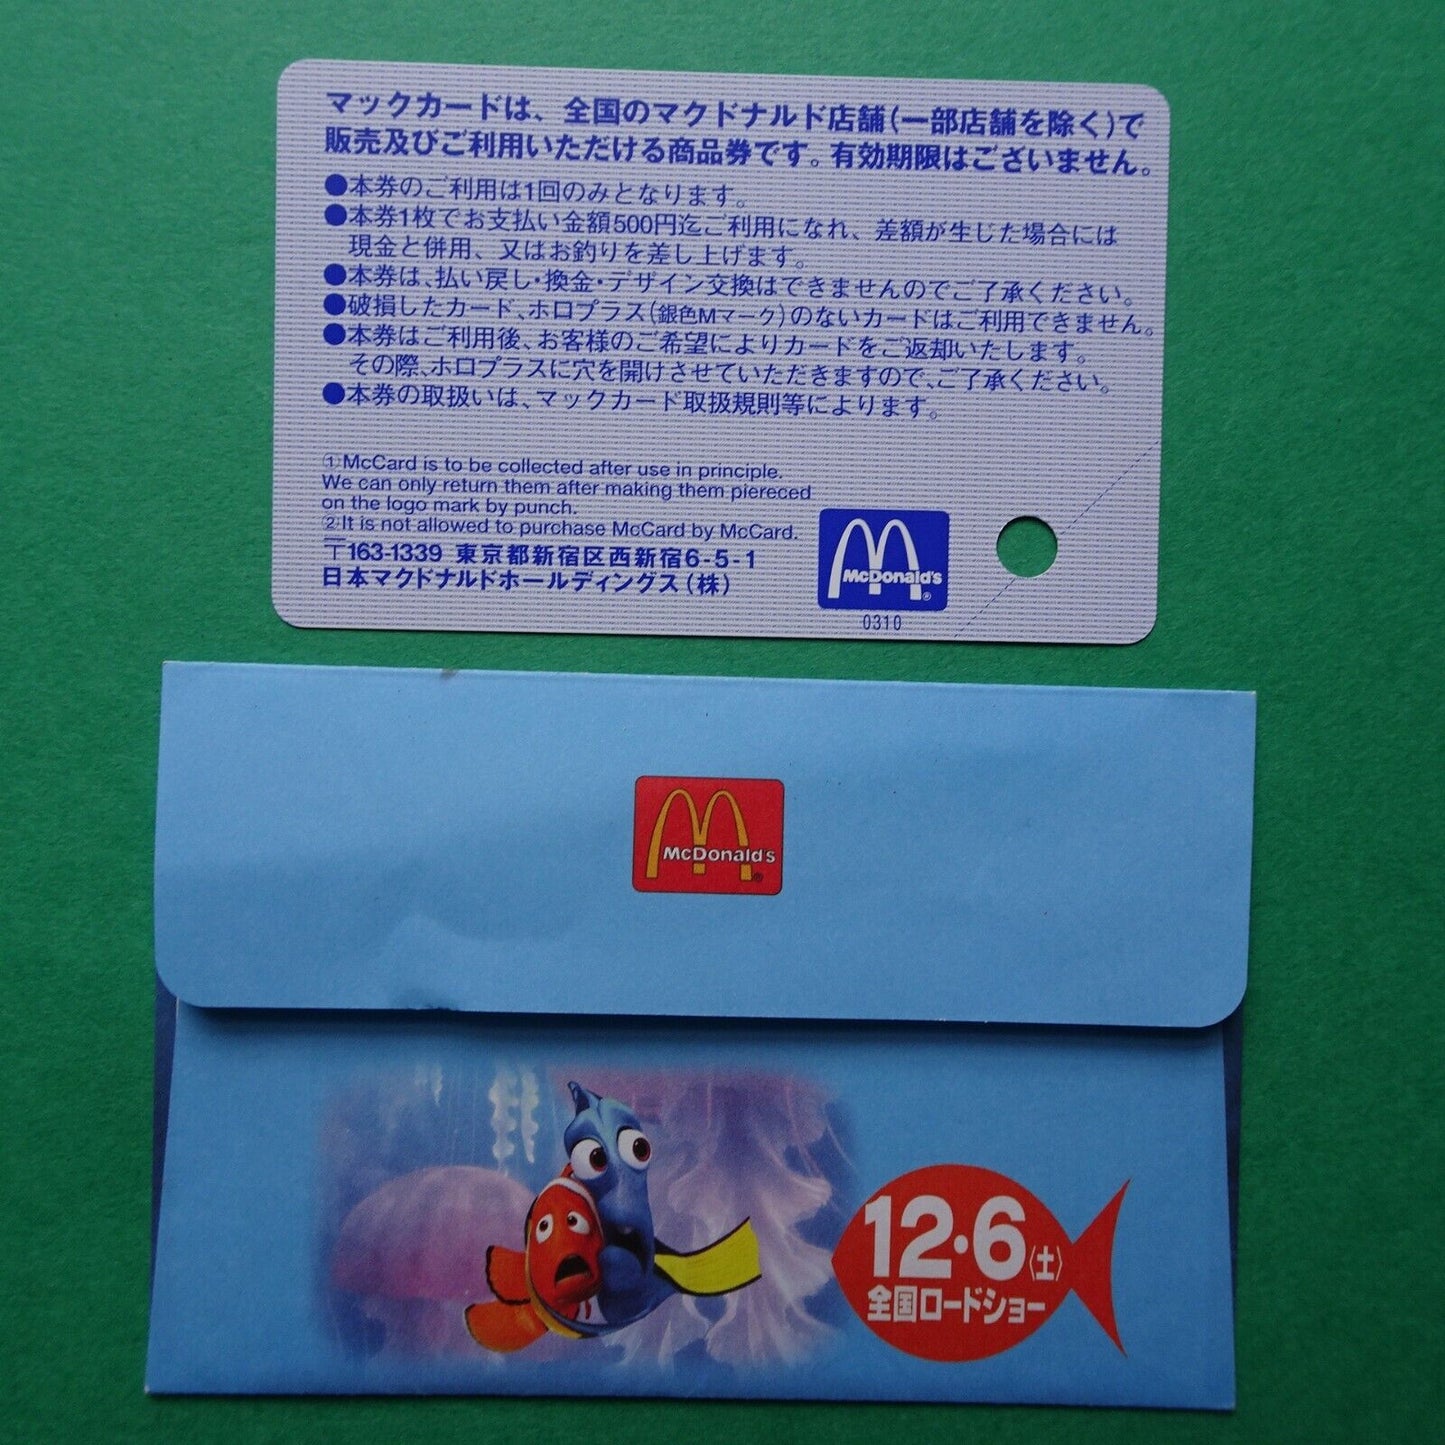 マックカードは、全国のマクドナルド店舗(一部店舗を除く)で
販売及びご利用いただける商品券です。有効期限はございません。
●本券のご利用は1回のみとなります。
●本券1枚でお支払い金額500円迄ご利用になれ、差額が生じた場合には
現金と併用、又はお釣りを差し上げます。
●本券は、払い戻し・換金・デザイン交換はできませんのでご了承ください。
●破損したカード、ホロプラス(銀色Mマーク)のないカードはご利用できません。
●本券はご利用後、お客様のご希望によりカードをご返却いたします。
その際、ホロプラスに穴を開けさせていただきますので、ご了承ください。
●本券の取扱いは、マックカード取扱規則等によります。
①McCard is to be collected after use in principle.
We can only return them after making them piereced
on the logo mark by punch.
②It is not allowed to purchase McCard by McCard.
〒163-1339 東京都新宿区西新宿6-5-1
日本マクドナルドホールディングス(株)
McDonald's®
0310
McDonald's®
12・6〈土〉
全国ロードショー